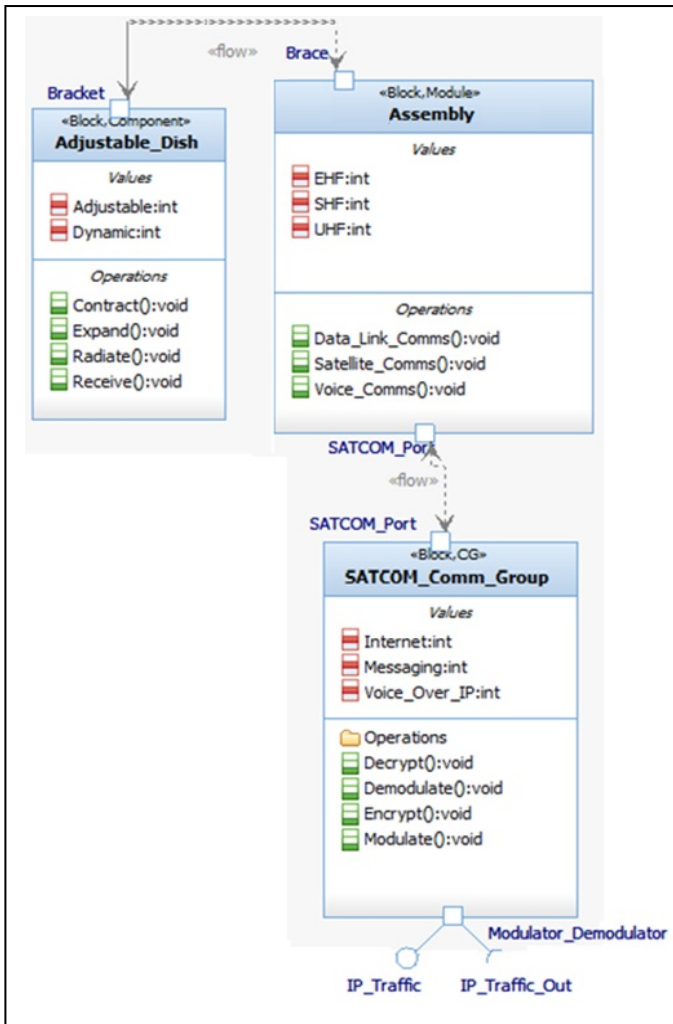 «flow»
Brace
Bracket
«Block,Component»
Adjustable_Dish
Values
Adjustable:int
Dynamic:int
Operations
Contract():void
Expand():void
Radiate():void
Receive():void
«Block,Module»
Assembly
Values
EHF:int
SHF:int
UHF:int
Operations
Data_Link_Comms():void
Satellite_Comms():void
Voice_Comms():void
SATCOM_Port
«flow»
SATCOM_Port
«Block,CG»
SATCOM_Comm_Group
Values
Internet:int
Messaging:int
Voice_Over_IP:int
Operations
Decrypt():void
Demodulate():void
Encrypt():void
Modulate():void
Modulator_Demodulator
IP_Traffic
IP_Traffic_Out